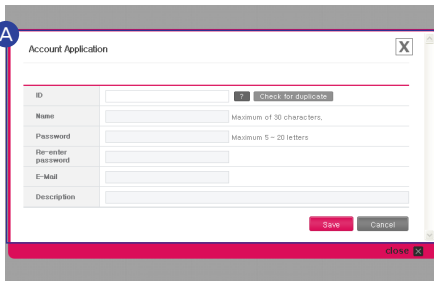 A
Account Application
X
ID ? Check for duplicate
Name Maximum of 30 characters.
Password Maximum 5 - 20 letters
Re-enter
password
E-Mail
Description
Save Cancel
close X